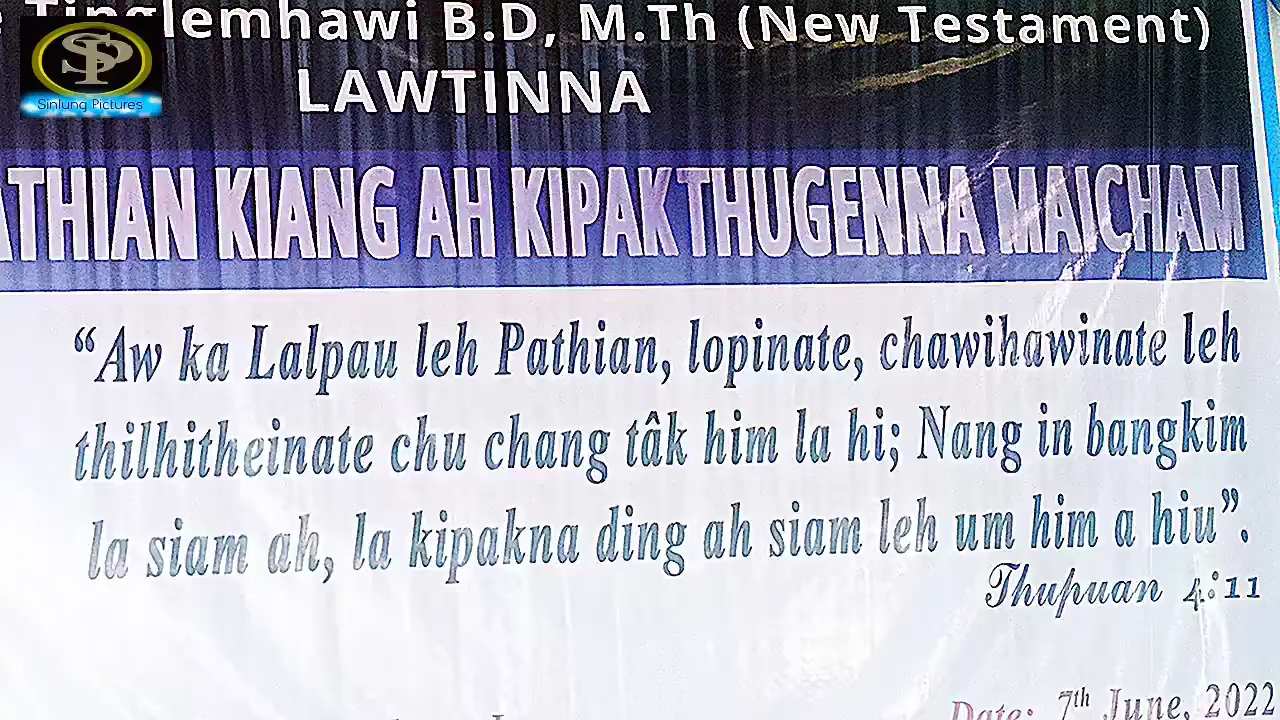 Tinglemhawi B.D, M.Th (New Testament)
SP
Sinlung Pictures
LAWTINNA
ATHIAN KIANG AH KIPAKTHUGENNA MAICHAM
“Aw ka Lalpau leh Pathian, lopinate, chawihawinate leh
thilhitheinate chu chang tâk him la hi; Nang in bangkim
la siam ah, la kipakna ding ah siam leh um him a hiu”.
Thupuan 4:11
Date: 7th June, 2022